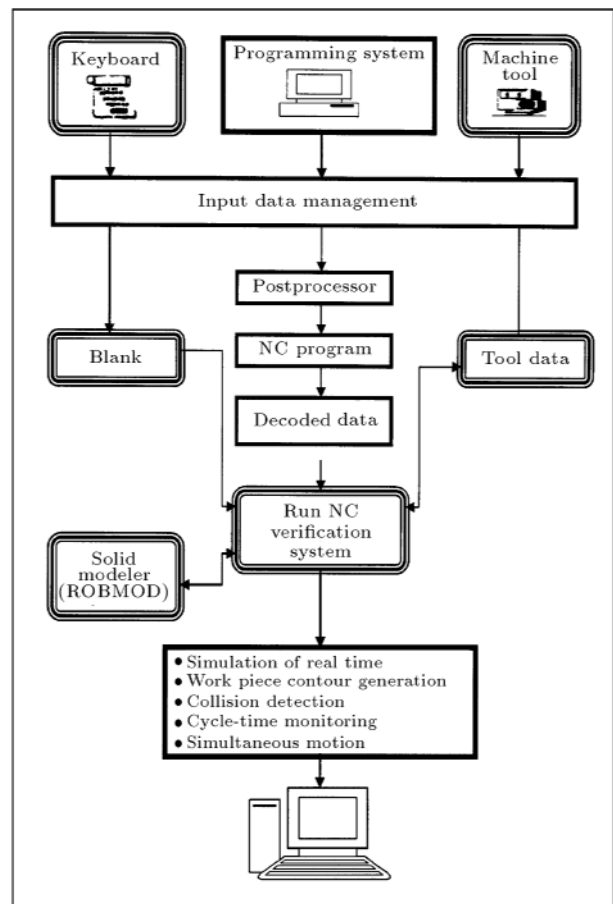 Keyboard
Programming system
Machine
tool
Input data management
Postprocessor
Blank
NC program
Tool data
Decoded data
Run NC
verification
system
Solid
modeler
(ROBMOD)
• Simulation of real time
• Work piece contour generation
• Collision detection
• Cycle-time monitoring
• Simultaneous motion